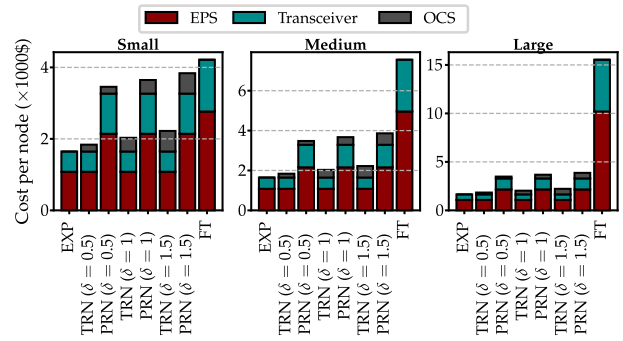 EPS Transceiver OCS
Small Medium Large
Cost per node (×1000$)
0 2 4
0 2 4 6
0 5 10 15
EXP TRN (δ = 0.5) PRN (δ = 0.5) TRN (δ = 1) PRN (δ = 1) TRN (δ = 1.5) PRN (δ = 1.5) FT
EXP TRN (δ = 0.5) PRN (δ = 0.5) TRN (δ = 1) PRN (δ = 1) TRN (δ = 1.5) PRN (δ = 1.5) FT
EXP TRN (δ = 0.5) PRN (δ = 0.5) TRN (δ = 1) PRN (δ = 1) TRN (δ = 1.5) PRN (δ = 1.5) FT